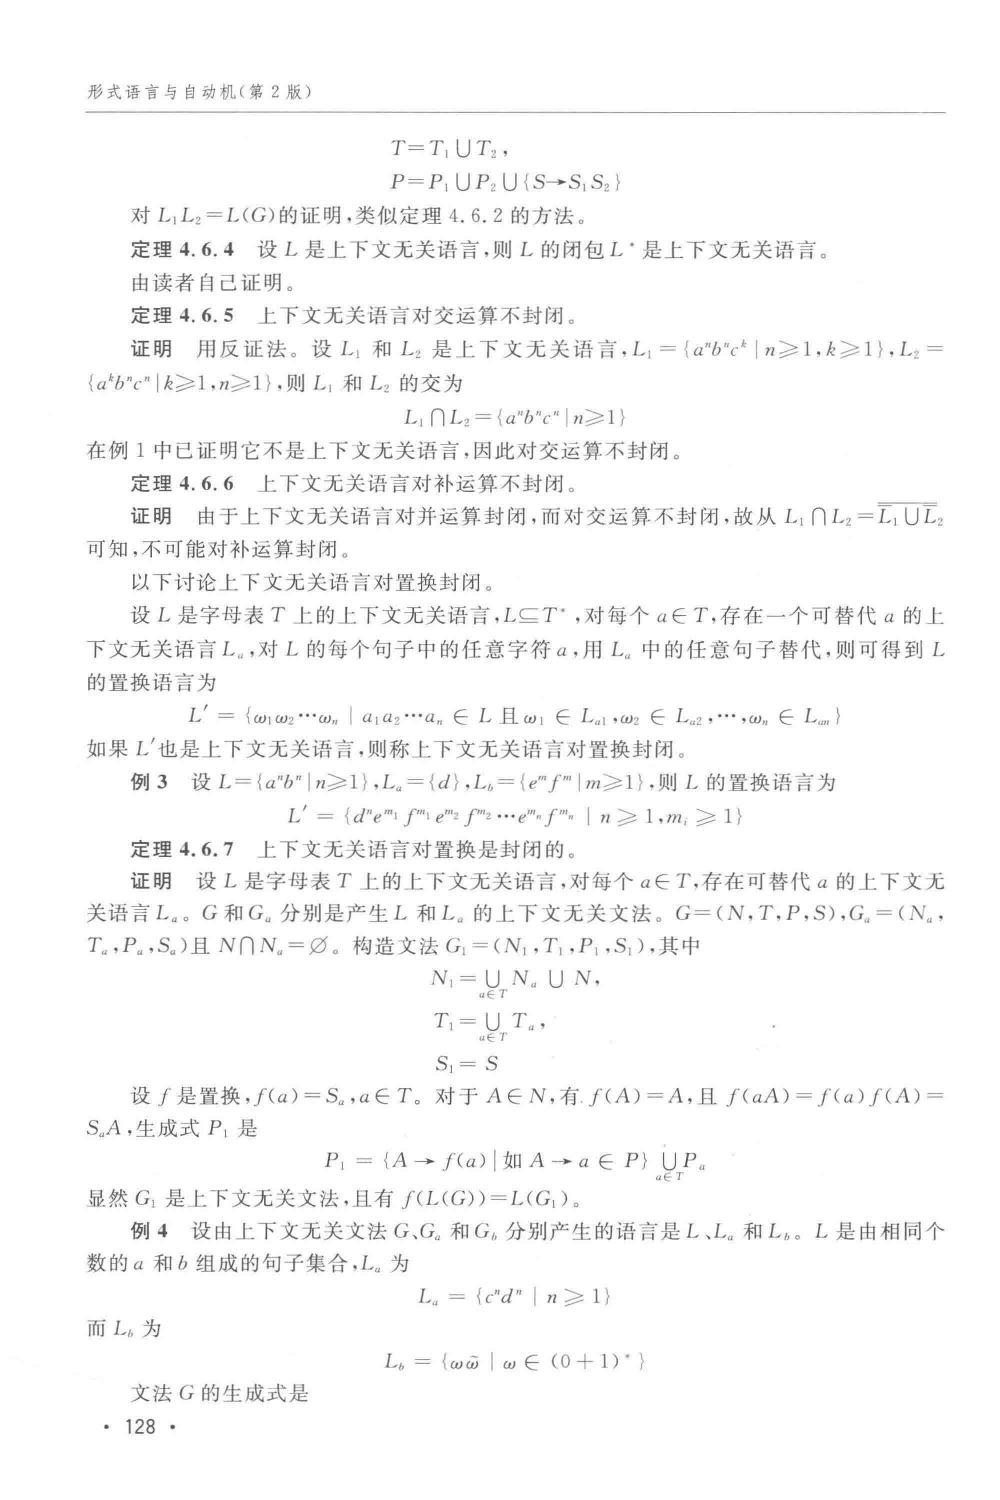 形式语言与自动机(第 2 版)
T=T₁∪T₂,
P=P₁∪P₂∪{S→S₁S₂}
对 L₁L₂=L(G)的证明,类似定理 4.6.2 的方法。
定理 4.6.4 设 L 是上下文无关语言,则 L 的闭包 L* 是上下文无关语言。
由读者自己证明。
定理 4.6.5 上下文无关语言对交运算不封闭。
证明 用反证法。设 L₁ 和 L₂ 是上下文无关语言,L₁={aⁿbⁿcᵏ|n≥1,k≥1},L₂=
{aᵏbⁿcⁿ|k≥1,n≥1},则 L₁ 和 L₂ 的交为
L₁∩L₂={aⁿbⁿcⁿ|n≥1}
在例 1 中已证明它不是上下文无关语言,因此对交运算不封闭。
定理 4.6.6 上下文无关语言对补运算不封闭。
证明 由于上下文无关语言对并运算封闭,而对交运算不封闭,故从 L₁∩L₂=$\overline{\overline{L}_1∪\overline{L}_2}$
可知,不可能对补运算封闭。
以下讨论上下文无关语言对置换封闭。
设 L 是字母表 T 上的上下文无关语言,L⊆T*,对每个 a∈T,存在一个可替代 a 的上
下文无关语言 Lₐ,对 L 的每个句子中的任意字符 a,用 Lₐ 中的任意句子替代,则可得到 L
的置换语言为
L′ = {ω₁ω₂…ωₙ | a₁a₂…aₙ ∈ L 且 ω₁ ∈ L_{a1},ω₂ ∈ L_{a2},…,ωₙ ∈ L_{an}}
如果 L′也是上下文无关语言,则称上下文无关语言对置换封闭。
例 3 设 L={aⁿbⁿ|n≥1},Lₐ={d},L_b={eᵐfᵐ|m≥1},则 L 的置换语言为
L′ = {dⁿe^{m₁}f^{m₁}e^{m₂}f^{m₂}…e^{mₙ}f^{mₙ} | n≥1,mᵢ≥1}
定理 4.6.7 上下文无关语言对置换是封闭的。
证明 设 L 是字母表 T 上的上下文无关语言,对每个 a∈T,存在可替代 a 的上下文无
关语言 Lₐ。G 和 Gₐ 分别是产生 L 和 Lₐ 的上下文无关文法。G=(N,T,P,S),Gₐ=(Nₐ,
Tₐ,Pₐ,Sₐ)且 N∩Nₐ=∅。构造文法 G₁=(N₁,T₁,P₁,S₁),其中
N₁=∪_{a∈T} Nₐ ∪ N,
T₁=∪_{a∈T} Tₐ,
S₁=S
设 f 是置换,f(a)=Sₐ,a∈T。对于 A∈N,有 f(A)=A,且 f(aA)=f(a)f(A)=
SₐA,生成式 P₁ 是
P₁ = {A→f(a)|如 A→a∈P} ∪_{a∈T} Pₐ
显然 G₁ 是上下文无关文法,且有 f(L(G))=L(G₁)。
例 4 设由上下文无关文法 G、Gₐ 和 G_b 分别产生的语言是 L、Lₐ 和 L_b。L 是由相同个
数的 a 和 b 组成的句子集合,Lₐ 为
Lₐ = {cⁿdⁿ | n≥1}
而 L_b 为
L_b = {ωω̃ | ω∈(0+1)*}
文法 G 的生成式是
· 128 ·